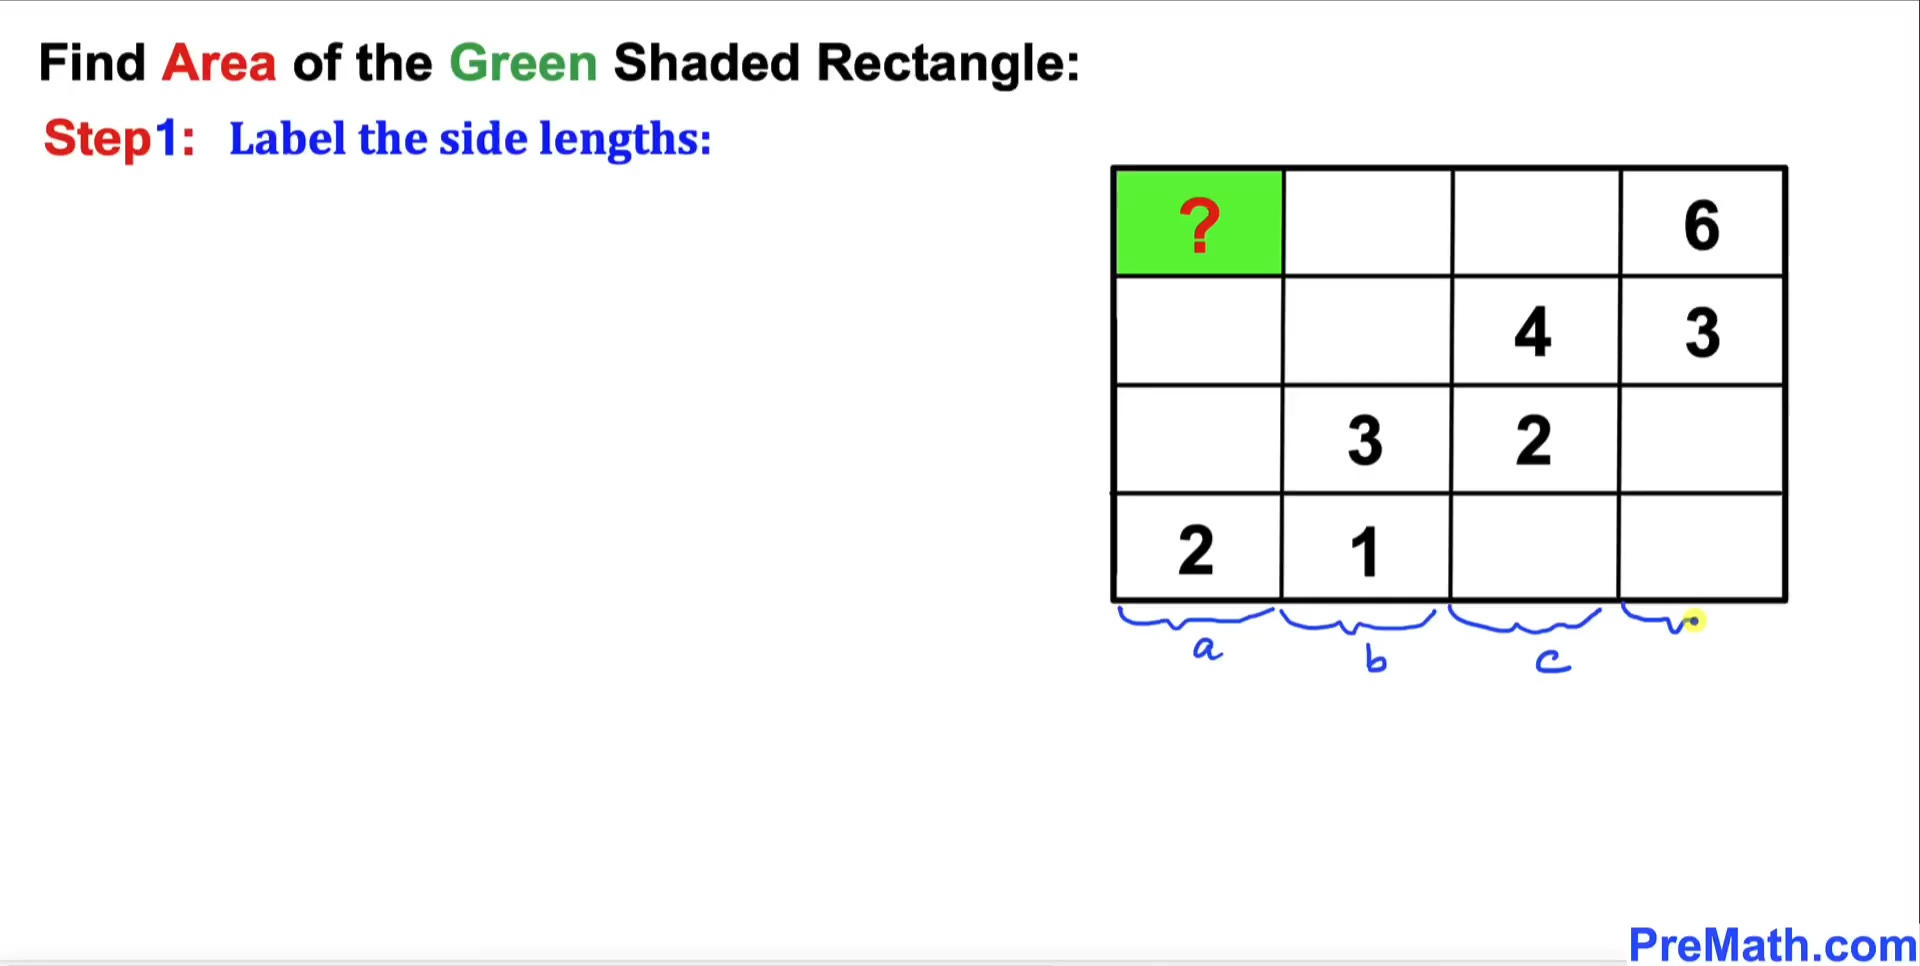 Find Area of the Green Shaded Rectangle:
Step1: Label the side lengths:
? 6
4 3
3 2
2 1
a b c
PreMath.com